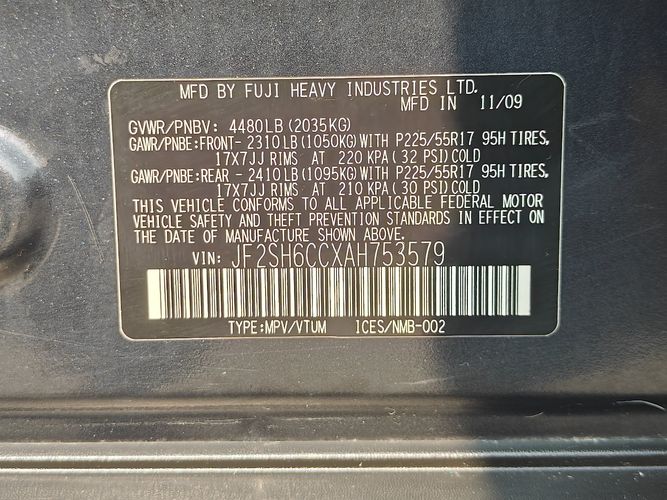 MFD BY FUJI HEAVY INDUSTRIES LTD.
MFD IN 11/09
GVWR/PNBV: 4480LB(2035KG)
GAWR/PNBE:FRONT-2310LB(1050KG)WITH P225/55R17 95H TIRES,
17X7JJ RIMS AT 220 KPA(32 PSI)COLD
GAWR/PNBE:REAR -2410LB(1095KG)WITH P225/55R17 95H TIRES,
17X7JJ RIMS AT 210 KPA(30 PSI)COLD
THIS VEHICLE CONFORMS TO ALL APPLICABLE FEDERAL MOTOR
VEHICLE SAFETY AND THEFT PREVENTION STANDARDS IN EFFECT ON
THE DATE OF MANUFACTURE SHOWN ABOVE.
VIN: JF2SH6CCXAH753579
TYPE:MPV/VTUM ICES/NMB-002